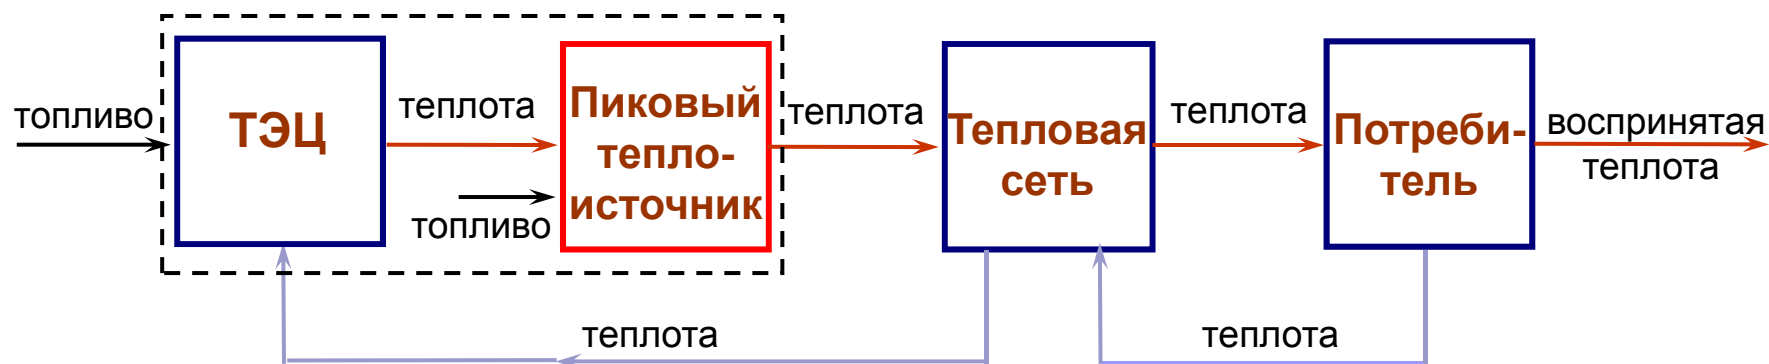 топливо
ТЭЦ
теплота
Пиковый
тепло-
источник
топливо
теплота
Тепловая
сеть
теплота
Потреби-
тель
воспринятая
теплота
теплота
теплота